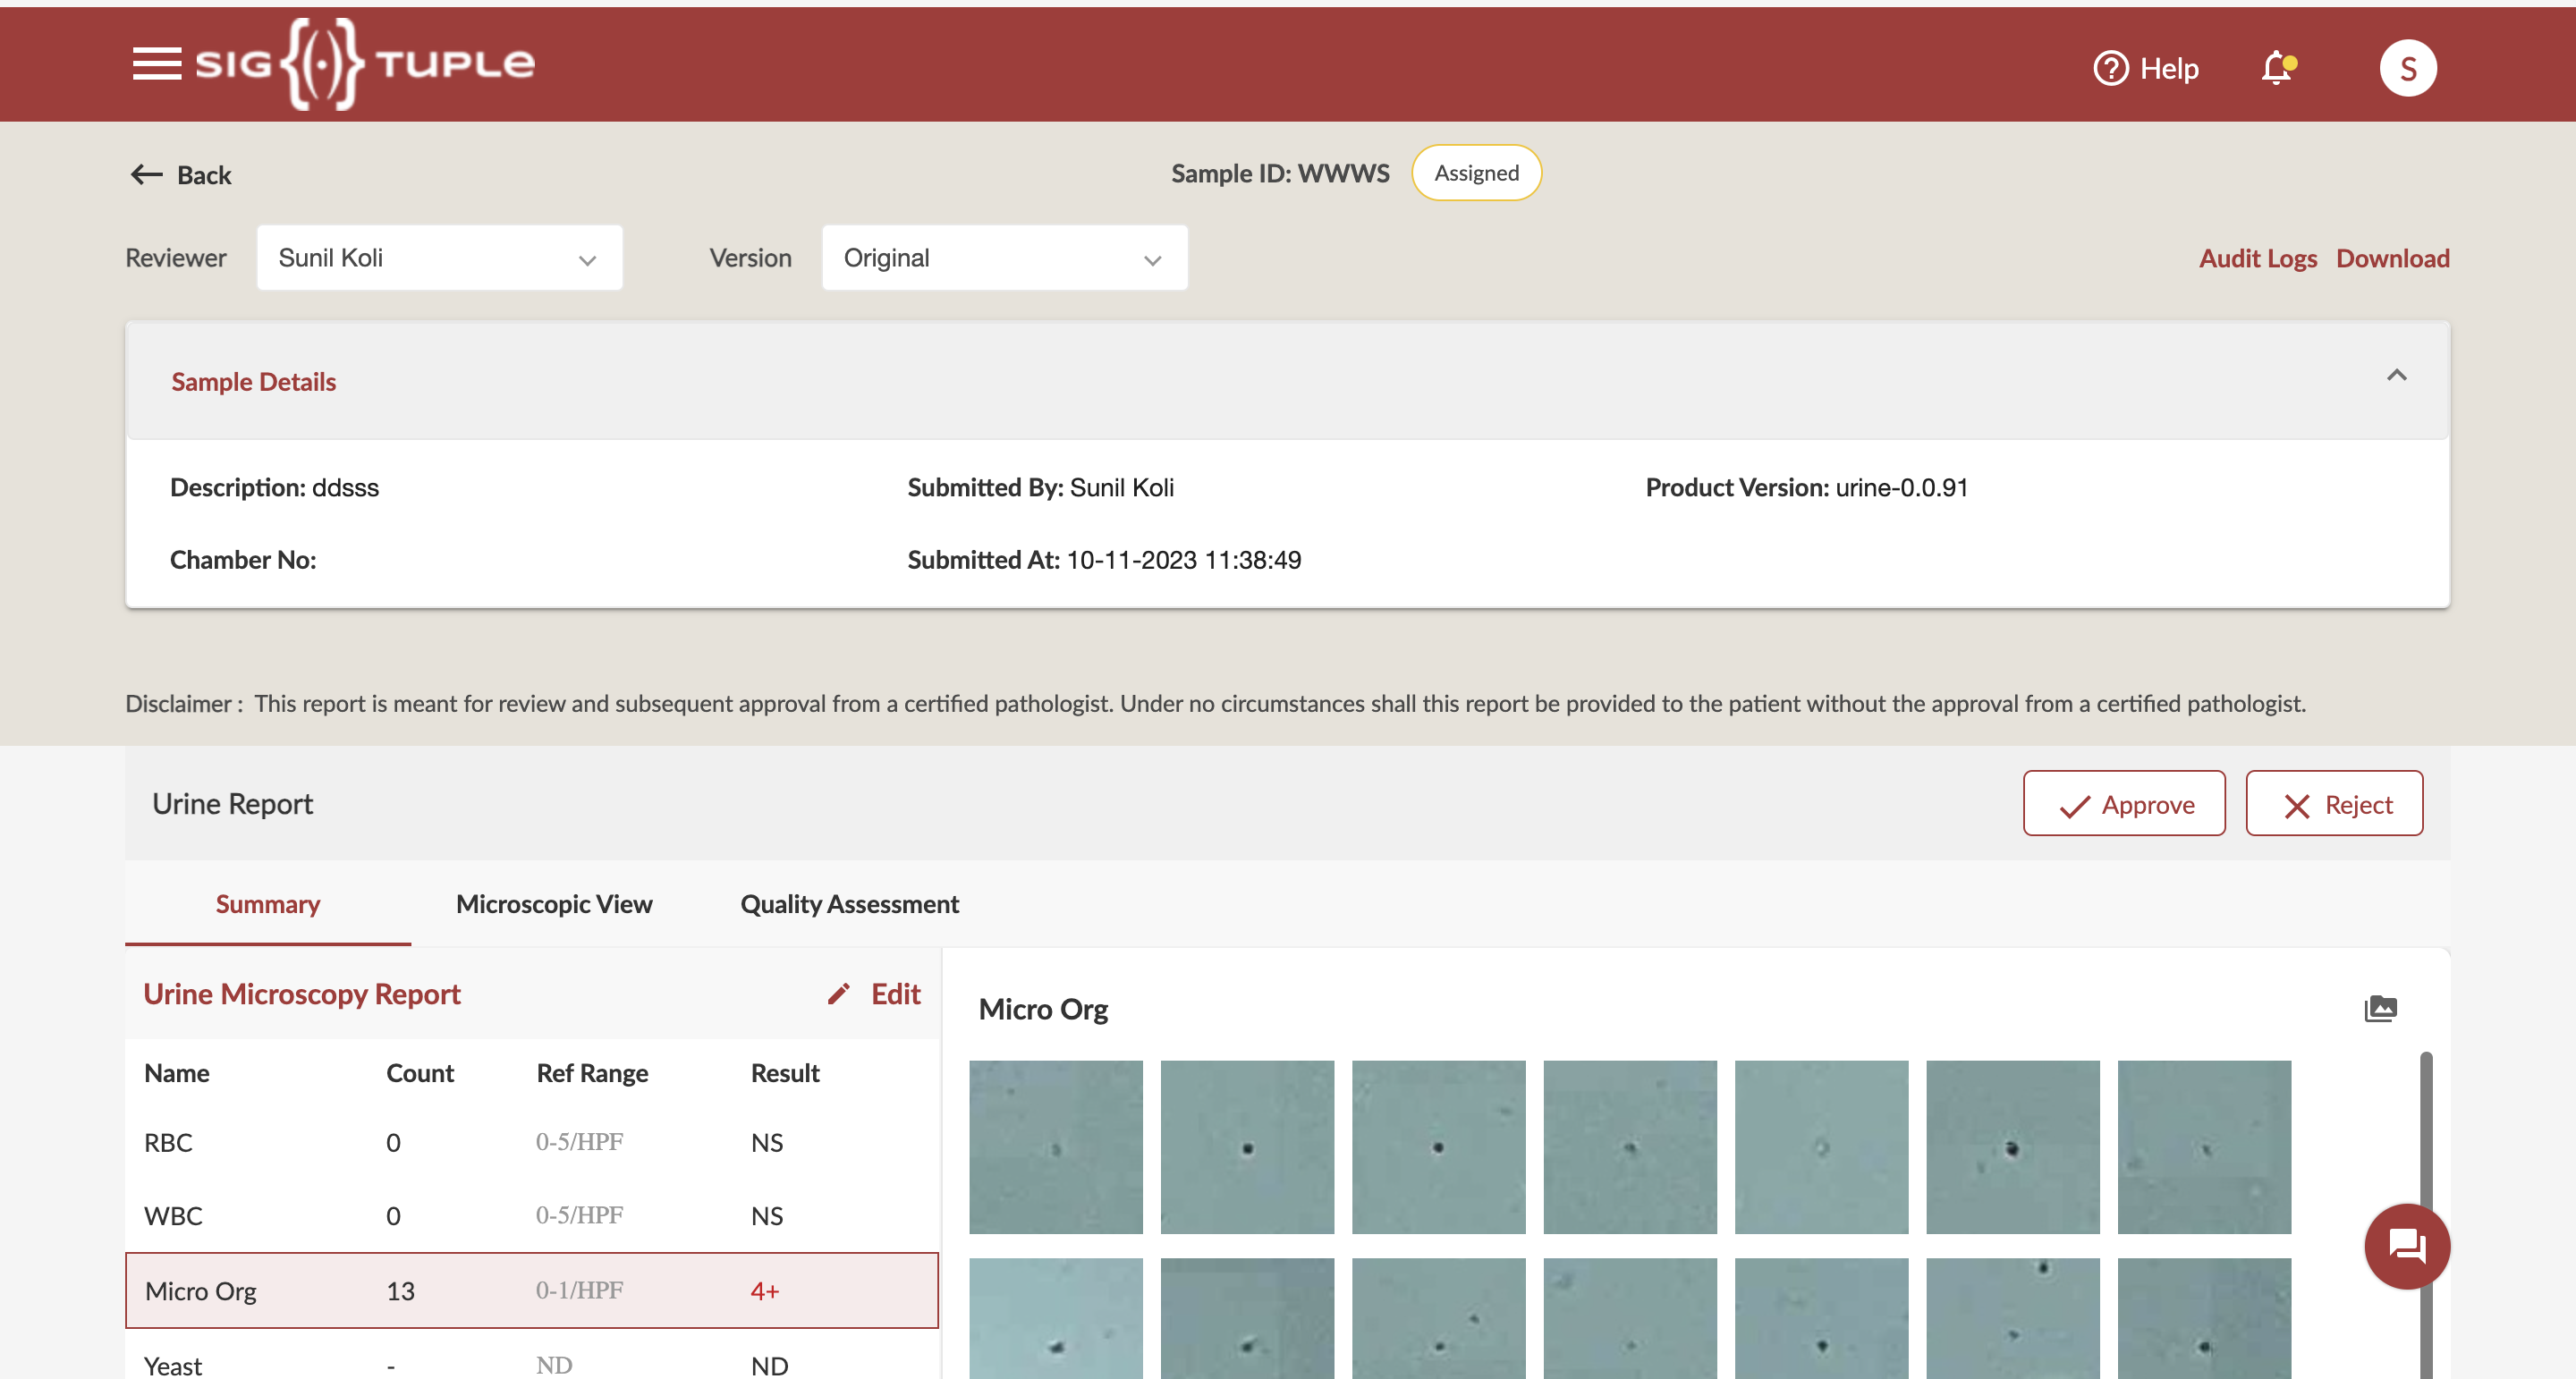 SIG{(·)}TUPLE
Help
S
Back
Sample ID: WWWS Assigned
Reviewer Sunil Koli Version Original Audit Logs Download
Sample Details
Description: ddsss Submitted By: Sunil Koli Product Version: urine-0.0.91
Chamber No: Submitted At: 10-11-2023 11:38:49
Disclaimer : This report is meant for review and subsequent approval from a certified pathologist. Under no circumstances shall this report be provided to the patient without the approval from a certified pathologist.
Urine Report Approve Reject
Summary Microscopic View Quality Assessment
Urine Microscopy Report Edit
Name Count Ref Range Result
RBC 0 0-5/HPF NS
WBC 0 0-5/HPF NS
Micro Org 13 0-1/HPF 4+
Yeast - ND ND
Micro Org